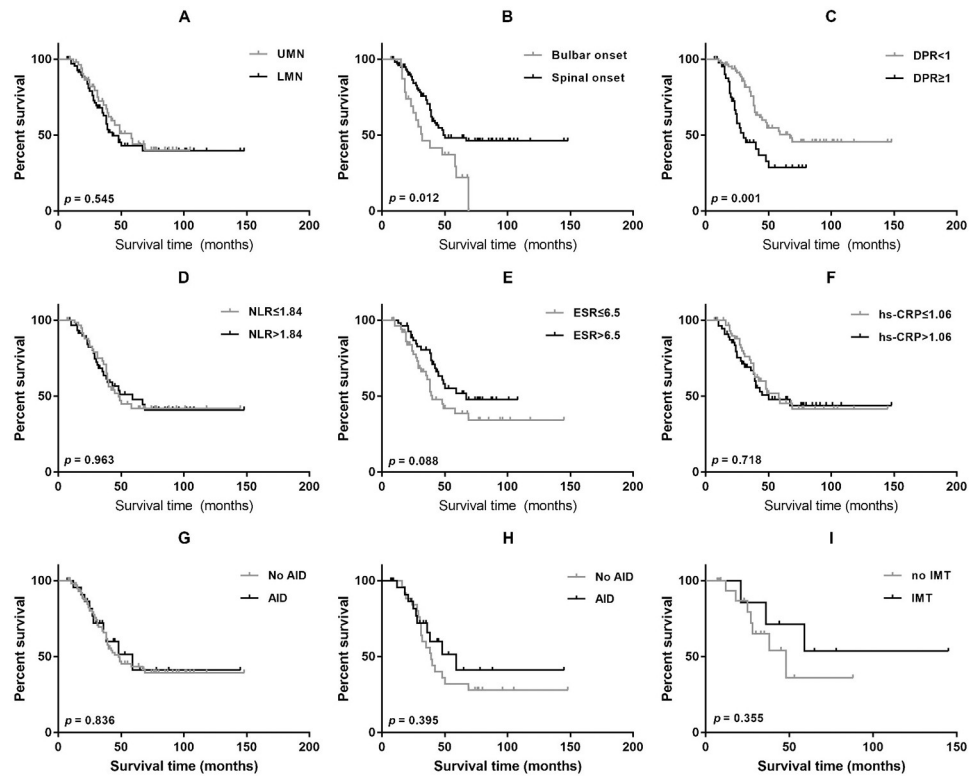 A
UMN
LMN
Percent survival
100
50
0
p = 0.545
0 50 100 150 200
Survival time (months)
B
Bulbar onset
Spinal onset
Percent survival
100
50
0
p = 0.012
0 50 100 150 200
Survival time (months)
C
DPR<1
DPR≥1
Percent survival
100
50
0
p = 0.001
0 50 100 150 200
Survival time (months)
D
NLR≤1.84
NLR>1.84
Percent survival
100
50
0
p = 0.963
0 50 100 150 200
Survival time (months)
E
ESR≤6.5
ESR>6.5
Percent survival
100
50
0
p = 0.088
0 50 100 150 200
Survival time (months)
F
hs-CRP≤1.06
hs-CRP>1.06
Percent survival
100
50
0
p = 0.718
0 50 100 150 200
Survival time (months)
G
No AID
AID
Percent survival
100
50
0
p = 0.836
0 50 100 150 200
Survival time (months)
H
No AID
AID
Percent survival
100
50
0
p = 0.395
0 50 100 150 200
Survival time (months)
I
no IMT
IMT
Percent survival
100
50
0
p = 0.355
0 50 100 150
Survival time (months)